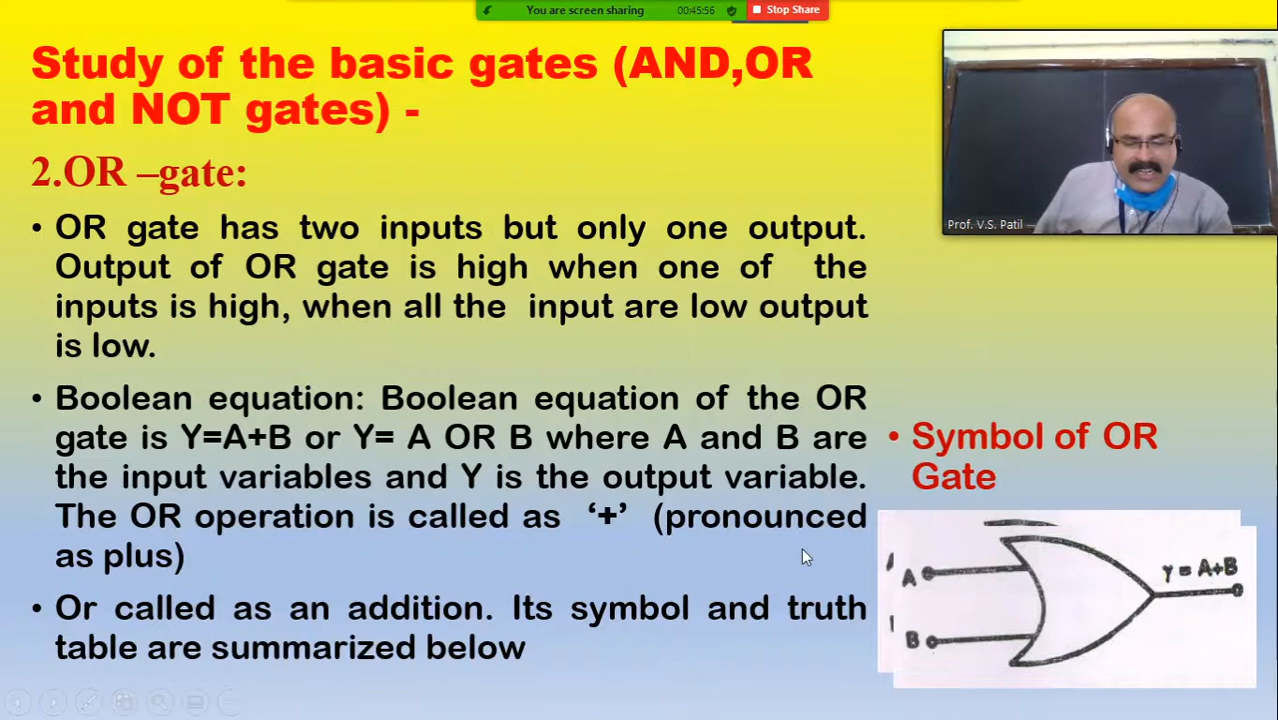 You are screen sharing
00:45:56
Stop Share
Study of the basic gates (AND,OR
and NOT gates) -
2.OR –gate:
• OR gate has two inputs but only one output.
Output of OR gate is high when one of the
inputs is high, when all the input are low output
is low.
• Boolean equation: Boolean equation of the OR
gate is Y=A+B or Y= A OR B where A and B are
the input variables and Y is the output variable.
The OR operation is called as ‘+’ (pronounced
as plus)
• Or called as an addition. Its symbol and truth
table are summarized below
Prof. V.S. Patil
• Symbol of OR
Gate
A
Y = A+B
B